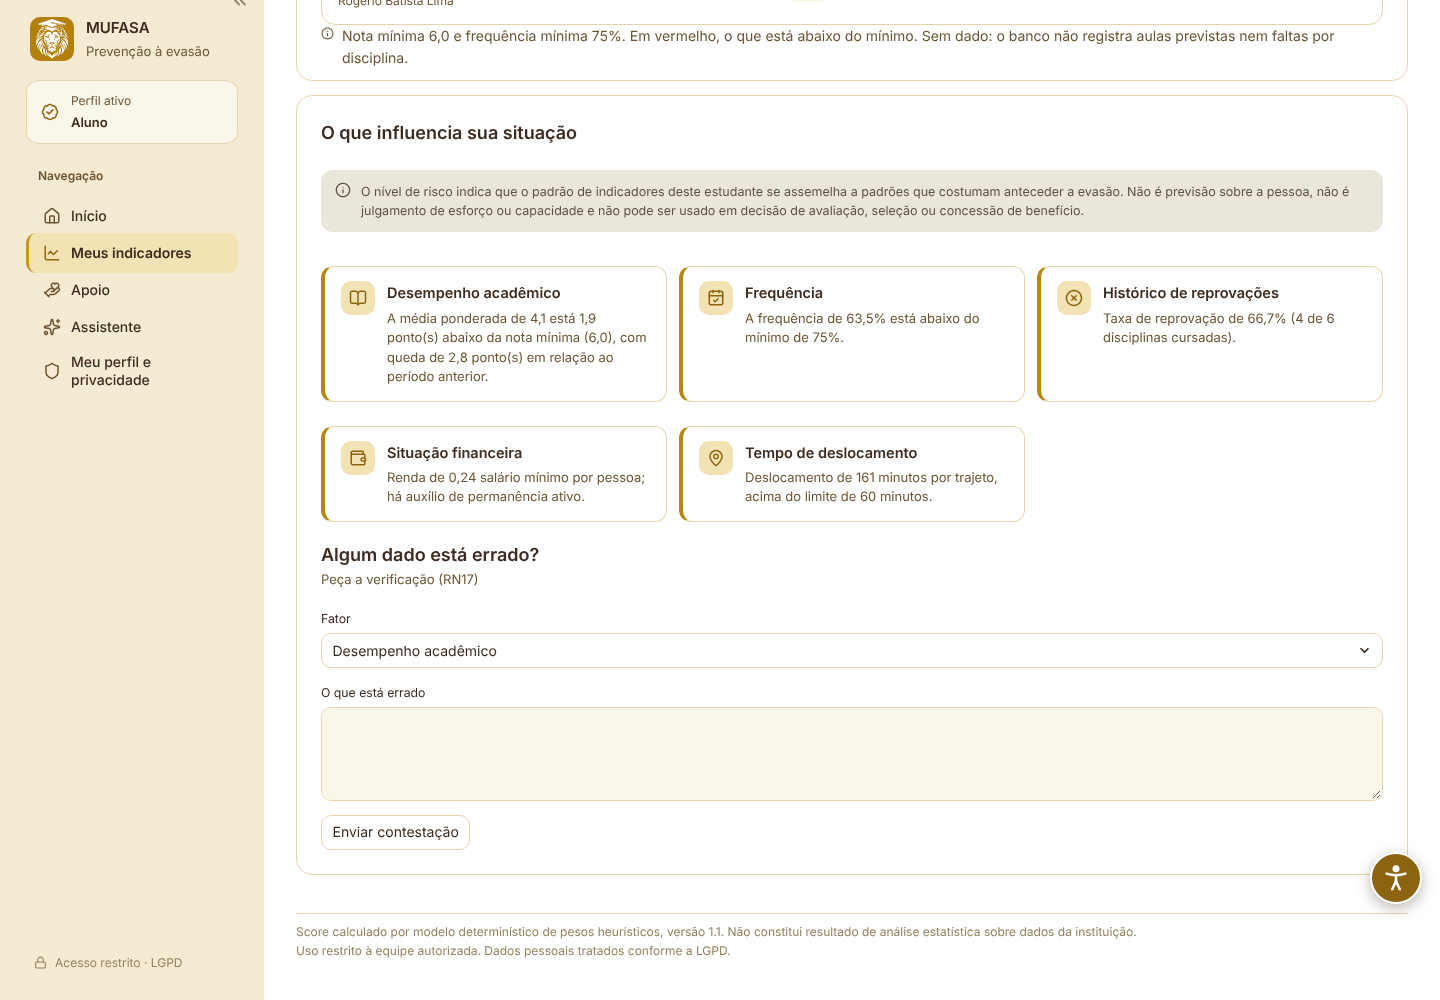 MUFASA
Prevenção à evasão
Perfil ativo
Aluno
Navegação
Início
Meus indicadores
Apoio
Assistente
Meu perfil e
privacidade
Acesso restrito · LGPD
Rogério Batista Lima
Nota mínima 6,0 e frequência mínima 75%. Em vermelho, o que está abaixo do mínimo. Sem dado: o banco não registra aulas previstas nem faltas por
disciplina.
O que influencia sua situação
O nível de risco indica que o padrão de indicadores deste estudante se assemelha a padrões que costumam anteceder a evasão. Não é previsão sobre a pessoa, não é
julgamento de esforço ou capacidade e não pode ser usado em decisão de avaliação, seleção ou concessão de benefício.
Desempenho acadêmico
A média ponderada de 4,1 está 1,9
ponto(s) abaixo da nota mínima (6,0), com
queda de 2,8 ponto(s) em relação ao
período anterior.
Frequência
A frequência de 63,5% está abaixo do
mínimo de 75%.
Histórico de reprovações
Taxa de reprovação de 66,7% (4 de 6
disciplinas cursadas).
Situação financeira
Renda de 0,24 salário mínimo por pessoa;
há auxílio de permanência ativo.
Tempo de deslocamento
Deslocamento de 161 minutos por trajeto,
acima do limite de 60 minutos.
Algum dado está errado?
Peça a verificação (RN17)
Fator
Desempenho acadêmico
O que está errado
Enviar contestação
Score calculado por modelo determinístico de pesos heurísticos, versão 1.1. Não constitui resultado de análise estatística sobre dados da instituição.
Uso restrito à equipe autorizada. Dados pessoais tratados conforme a LGPD.